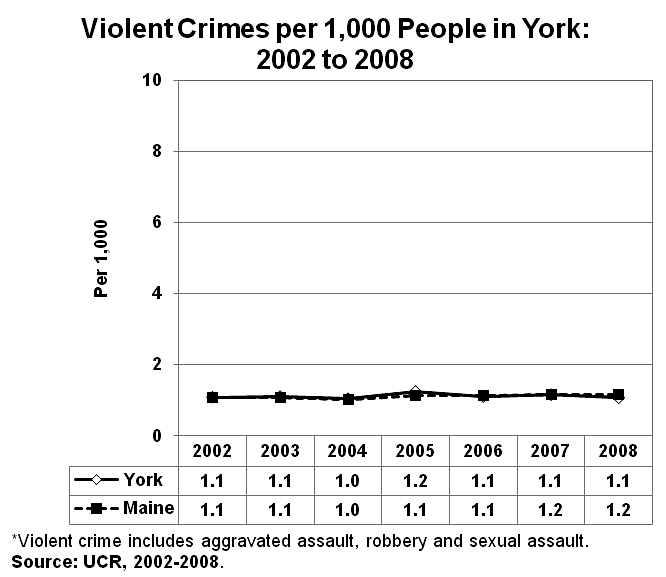 Violent Crimes per 1,000 People in York:
2002 to 2008
10
8
6
4
2
0
Per 1,000
2002 2003 2004 2005 2006 2007 2008
York 1.1 1.1 1.0 1.2 1.1 1.1 1.1
Maine 1.1 1.1 1.0 1.1 1.1 1.2 1.2
*Violent crime includes aggravated assault, robbery and sexual assault.
Source: UCR, 2002-2008.